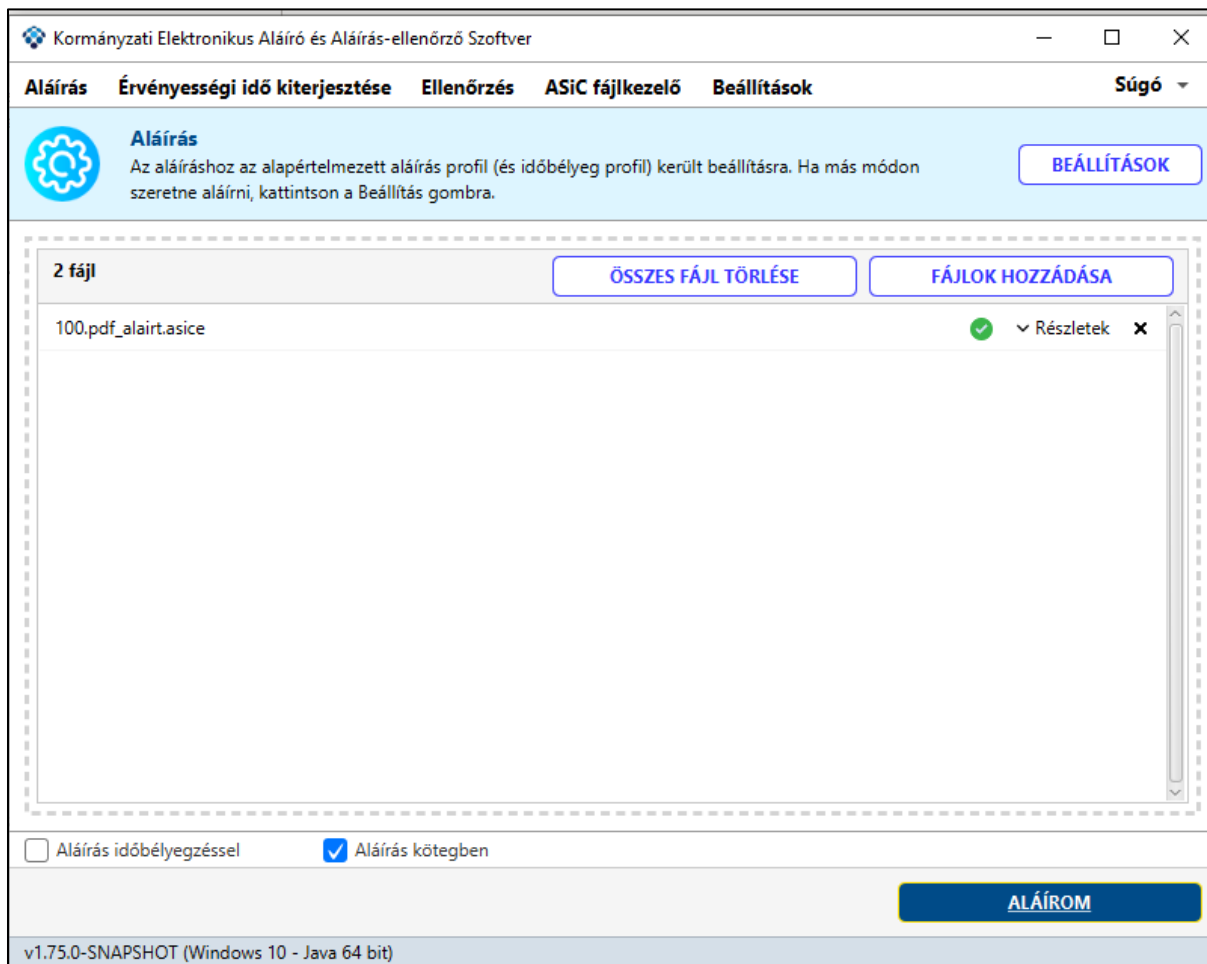 Kormányzati Elektronikus Aláíró és Aláírás-ellenőrző Szoftver
Aláírás Érvényességi idő kiterjesztése Ellenőrzés ASiC fájlkezelő Beállítások Súgó
Aláírás
Az aláíráshoz az alapértelmezett aláírás profil (és időbélyeg profil) került beállításra. Ha más módon
szeretne aláírni, kattintson a Beállítás gombra.
BEÁLLÍTÁSOK
2 fájl ÖSSZES FÁJL TÖRLÉSE FÁJLOK HOZZÁDÁSA
100.pdf_alairt.asice Részletek
Aláírás időbélyegzéssel Aláírás kötegben
ALÁÍROM
v1.75.0-SNAPSHOT (Windows 10 - Java 64 bit)